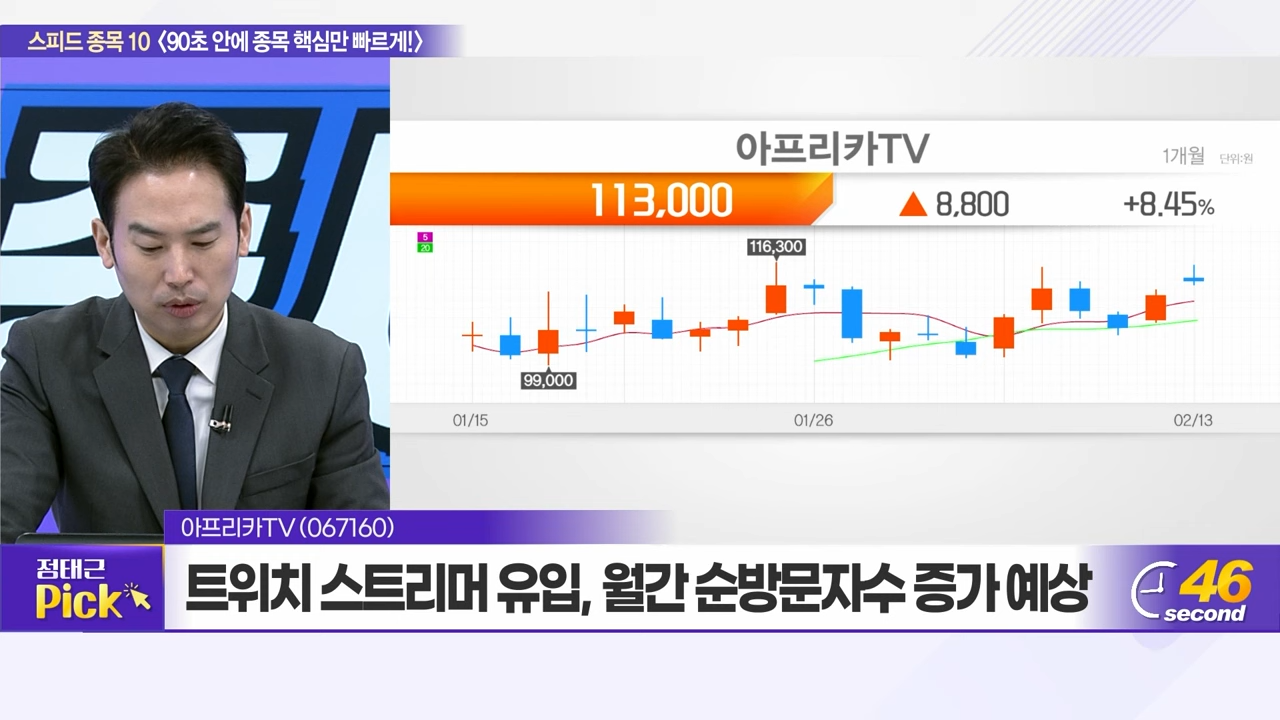 스피드 종목 10 <90초 안에 종목 핵심만 빠르게!>
아프리카TV
1개월 단위:원
113,000 ▲ 8,800 +8.45%
5
20
116,300
99,000
01/15 01/26 02/13
아프리카TV (067160)
정태근
Pick
트위치 스트리머 유입, 월간 순방문자수 증가 예상
46
second